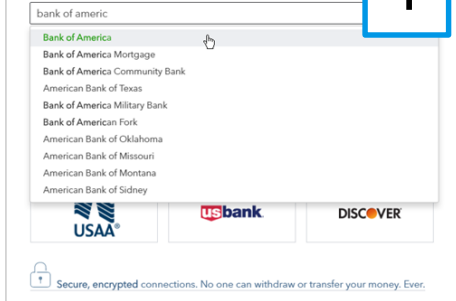 bank of americ
Bank of America
Bank of America Mortgage
Bank of America Community Bank
American Bank of Texas
Bank of America Military Bank
Bank of American Fork
American Bank of Oklahoma
American Bank of Missouri
American Bank of Montana
American Bank of Sidney
USAA®
usbank
DISCOVER
Secure, encrypted connections. No one can withdraw or transfer your money. Ever.